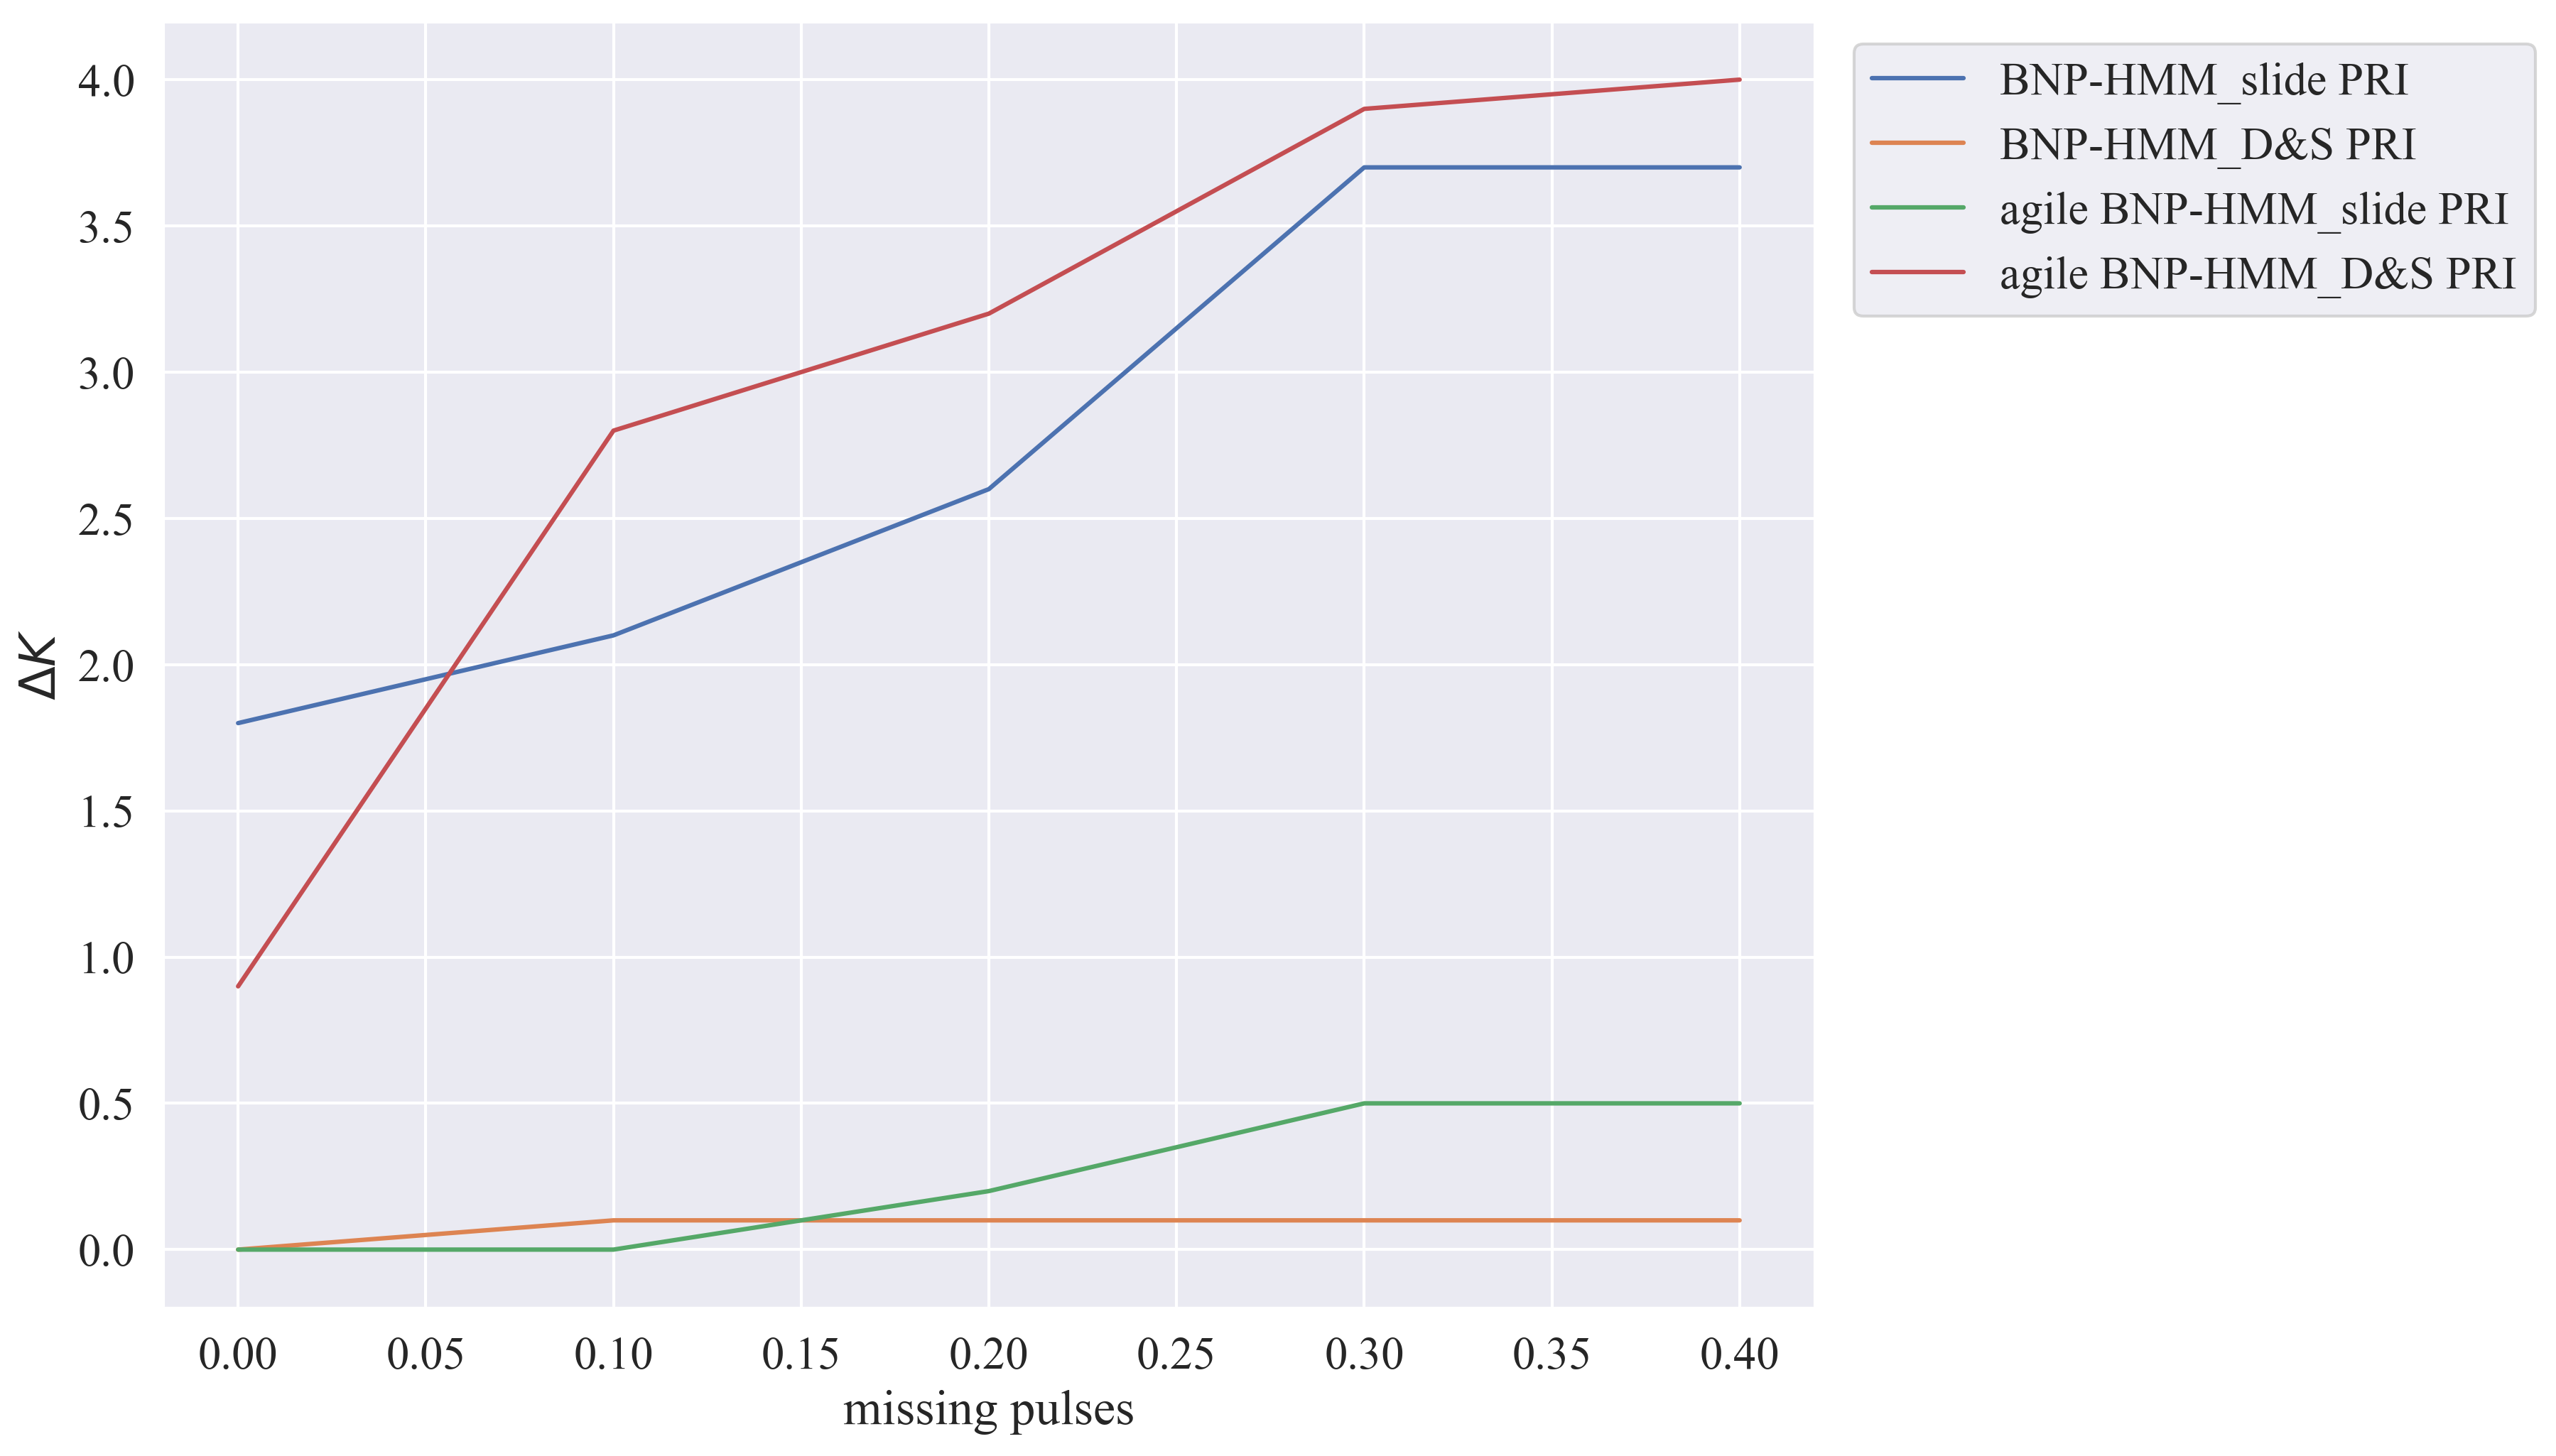 4.0
3.5
3.0
2.5
2.0
1.5
1.0
0.5
0.0
ΔK
0.00 0.05 0.10 0.15 0.20 0.25 0.30 0.35 0.40
missing pulses
BNP-HMM_slide PRI
BNP-HMM_D&S PRI
agile BNP-HMM_slide PRI
agile BNP-HMM_D&S PRI